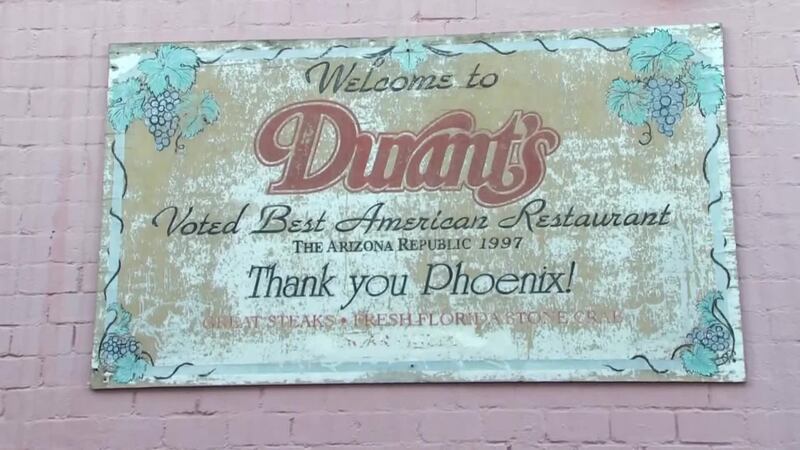 Welcome to
Durant's
Voted Best American Restaurant
THE ARIZONA REPUBLIC 1997
Thank you Phoenix!
GREAT STEAKS • FRESH FLORIDA STONE CRAB